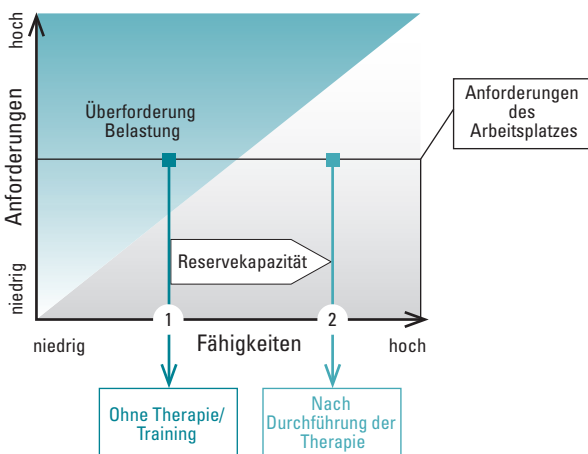 hoch
Anforderungen
niedrig
Überforderung
Belastung
Anforderungen
des
Arbeitsplatzes
Reservekapazität
1
2
niedrig
Fähigkeiten
hoch
Ohne Therapie/
Training
Nach
Durchführung der
Therapie